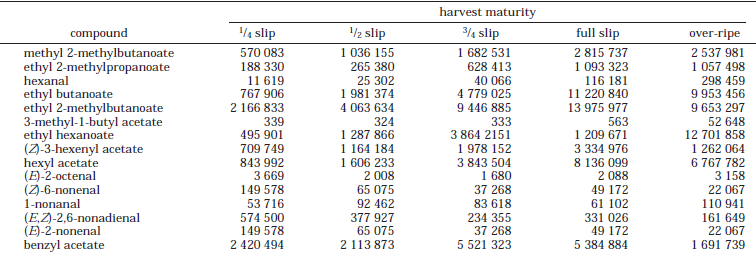 harvest maturity
compound 1/4 slip 1/2 slip 3/4 slip full slip over-ripe
methyl 2-methylbutanoate 570 083 1 036 155 1 682 531 2 815 737 2 537 981
ethyl 2-methylpropanoate 188 330 265 380 628 413 1 093 323 1 057 498
hexanal 11 619 25 302 40 066 116 181 298 459
ethyl butanoate 767 906 1 981 374 4 779 025 11 220 840 9 953 456
ethyl 2-methylbutanoate 2 166 833 4 063 634 9 446 885 13 975 977 9 653 297
3-methyl-1-butyl acetate 339 324 333 563 52 648
ethyl hexanoate 495 901 1 287 866 3 864 2151 1 209 671 12 701 858
(Z)-3-hexenyl acetate 709 749 1 164 184 1 978 152 3 334 976 1 262 064
hexyl acetate 843 992 1 606 233 3 843 504 8 136 099 6 767 782
(E)-2-octenal 3 669 2 008 1 680 2 088 3 158
(Z)-6-nonenal 149 578 65 075 37 268 49 172 22 067
1-nonanal 53 716 92 462 83 618 61 102 110 941
(E,Z)-2,6-nonadienal 574 500 377 927 234 355 331 026 161 649
(E)-2-nonenal 149 578 65 075 37 268 49 172 22 067
benzyl acetate 2 420 494 2 113 873 5 521 323 5 384 884 1 691 739